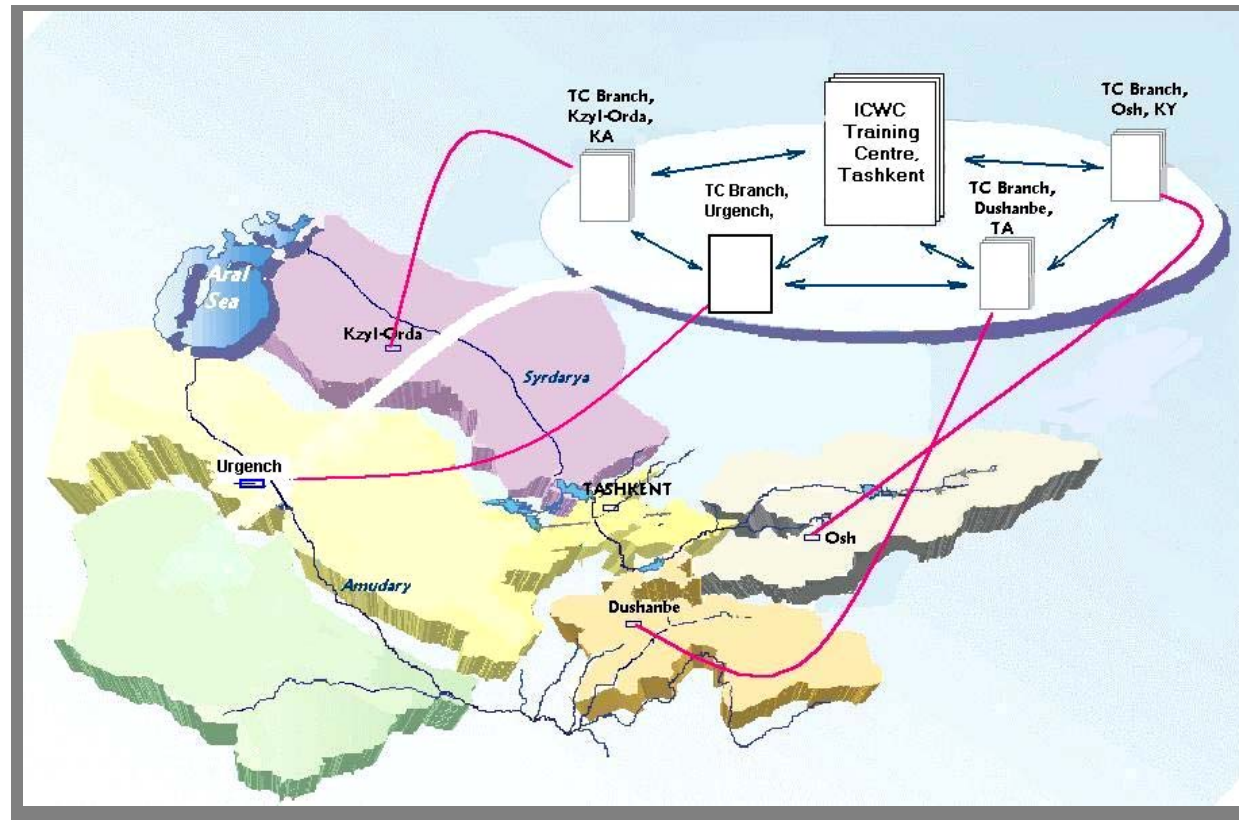 TC Branch,
Kzyl-Orda,
KA
ICWC
Training
Centre,
Tashkent
TC Branch,
Osh, KY
TC Branch,
Urgench,
TC Branch,
Dushanbe,
TA
Aral
Sea
Kzyl-Orda
Syrdarya
Urgench
TASHKENT
Osh
Amudary
Dushanbe